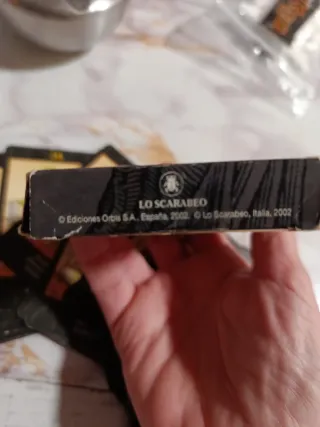 LO SCARABEO
© Ediciones Orbis S.A., España, 2002. © Lo Scarabeo, Italia, 2002